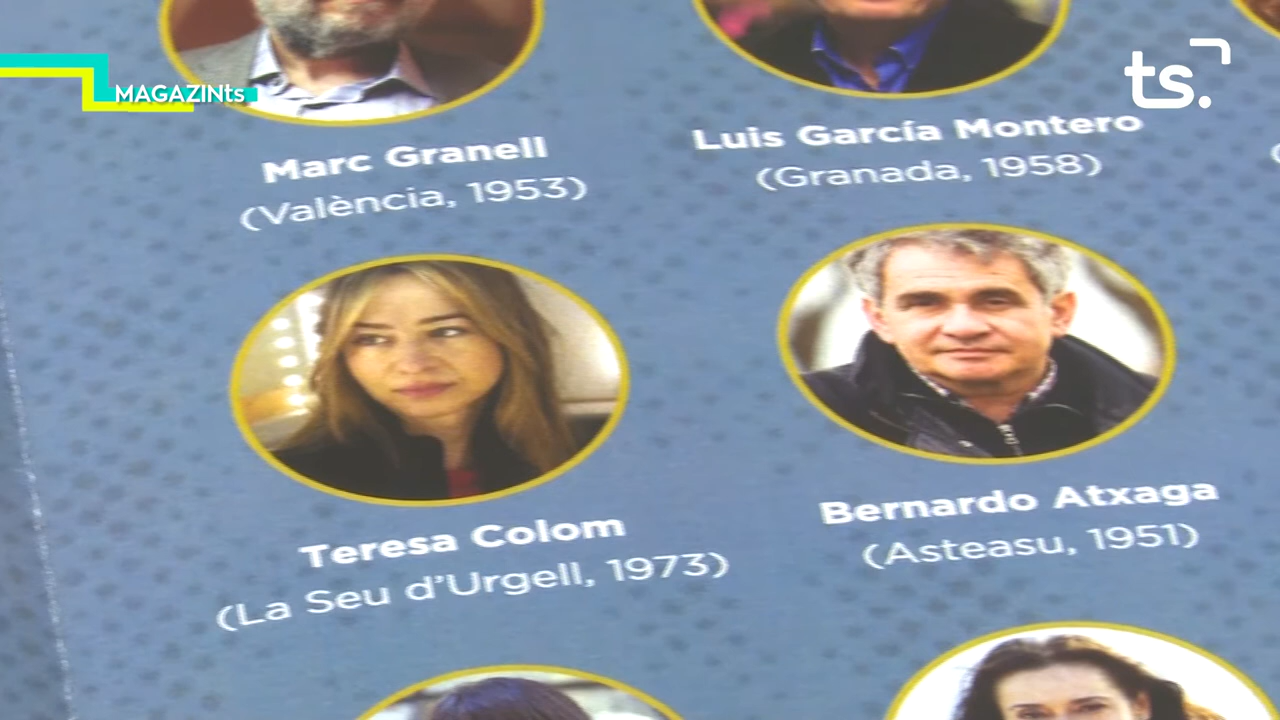 MAGAZINts
ts.
Marc Granell
(València, 1953)
Luis García Montero
(Granada, 1958)
Teresa Colom
(La Seu d'Urgell, 1973)
Bernardo Atxaga
(Asteasu, 1951)